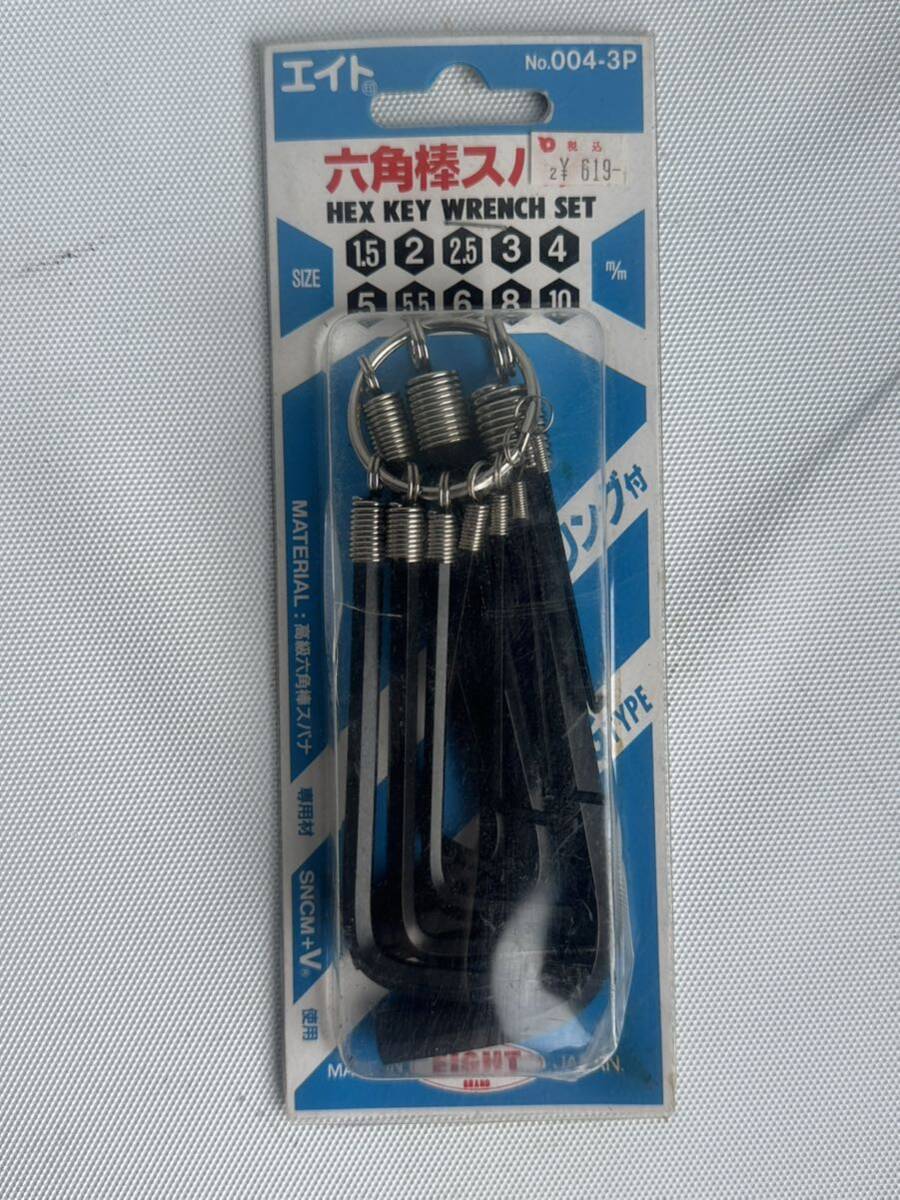 エイト印
No.004-3P
六角棒スパ
税込
2¥ 619-
HEX KEY WRENCH SET
SIZE
1.5 2 2.5 3 4
m/m
5 5.5 6 8 10
リング付
TYPE
MATERIAL:高級六角棒スパナ 専用材 SNCM+V® 使用
EIGHT
BRAND